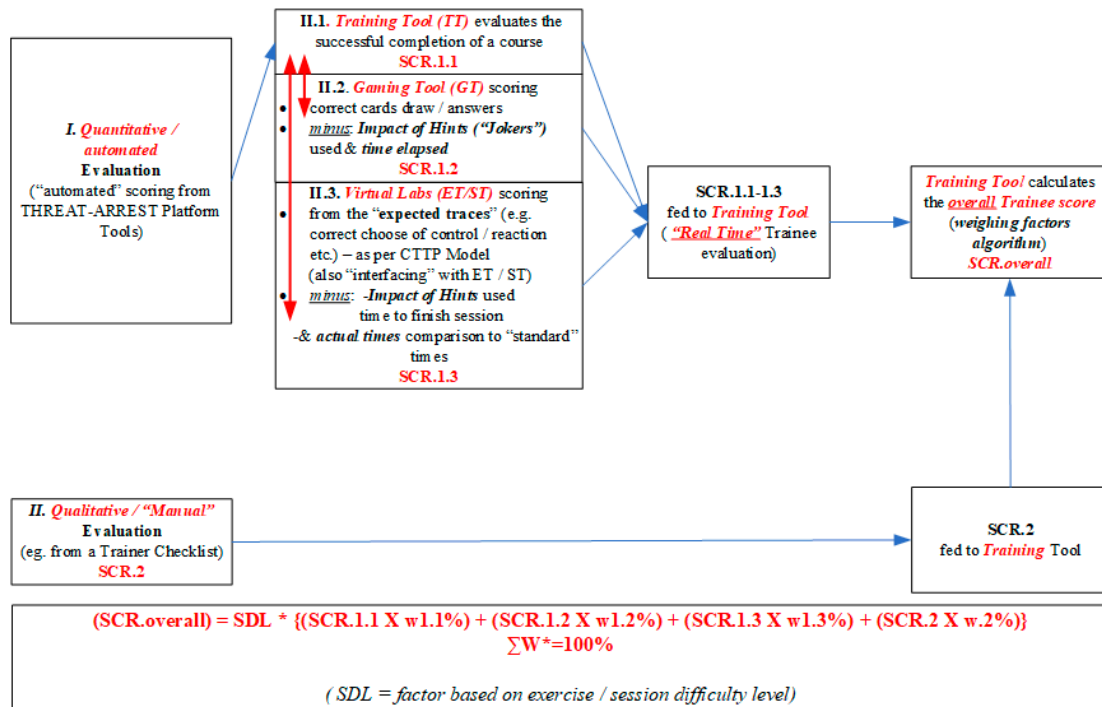 I. Quantitative /
automated
Evaluation
(“automated” scoring from
THREAT-ARREST Platform
Tools)
II.1. Training Tool (TT) evaluates the
successful completion of a course
SCR.1.1
II.2. Gaming Tool (GT) scoring
• correct cards draw / answers
• minus: Impact of Hints (“Jokers”)
used & time elapsed
SCR.1.2
II.3. Virtual Labs (ET/ST) scoring
• from the “expected traces” (e.g.
correct choose of control / reaction
etc.) – as per CTTP Model
(also “interfacing” with ET / ST)
• minus: -Impact of Hints used
time to finish session
-& actual times comparison to “standard”
times
SCR.1.3
SCR.1.1-1.3
fed to Training Tool
( “Real Time” Trainee
evaluation)
Training Tool calculates
the overall Trainee score
(weighing factors
algorithm)
SCR.overall
II. Qualitative / “Manual”
Evaluation
(eg. from a Trainer Checklist)
SCR.2
SCR.2
fed to Training Tool
(SCR.overall) = SDL * {(SCR.1.1 X w1.1%) + (SCR.1.2 X w1.2%) + (SCR.1.3 X w1.3%) + (SCR.2 X w.2%)}
∑W*=100%
( SDL = factor based on exercise / session difficulty level)